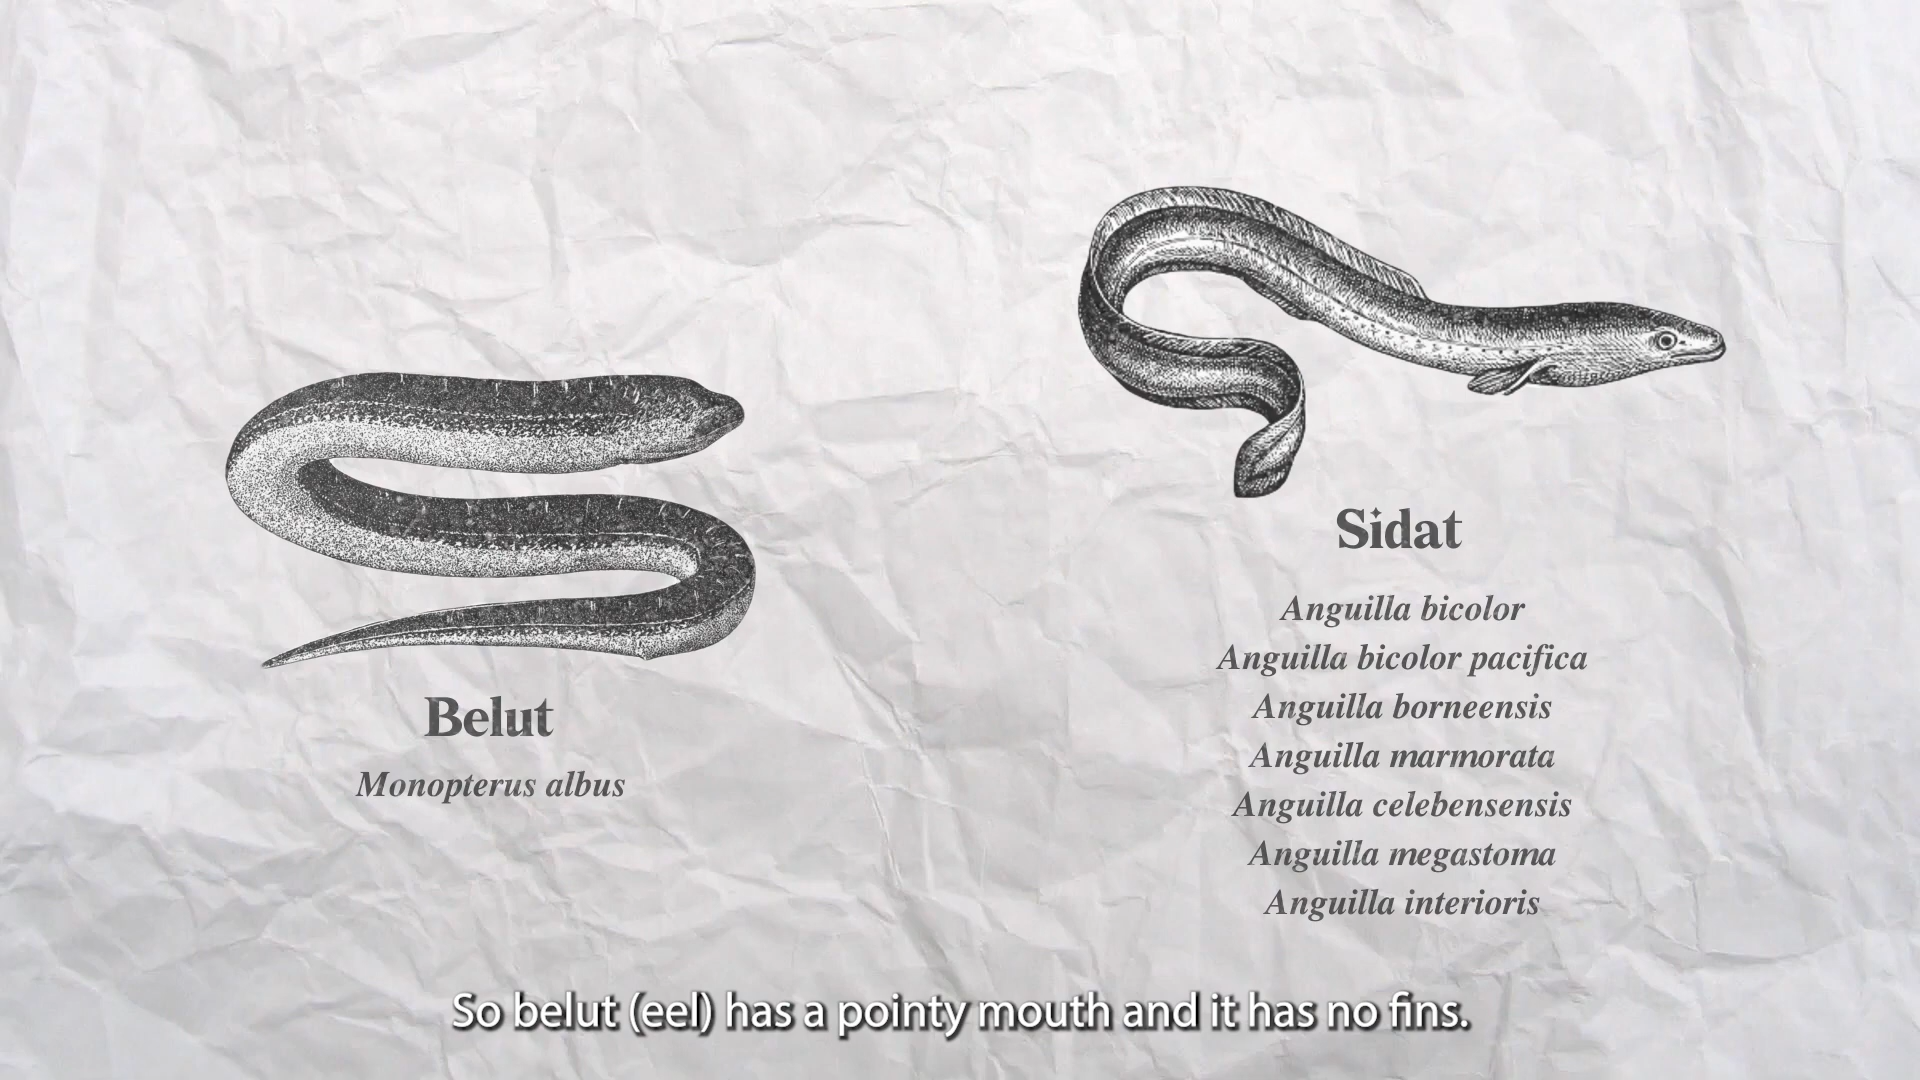 Belut
Monopterus albus
Sidat
Anguilla bicolor
Anguilla bicolor pacifica
Anguilla borneensis
Anguilla marmorata
Anguilla celebensensis
Anguilla megastoma
Anguilla interioris
So belut (eel) has a pointy mouth and it has no fins.